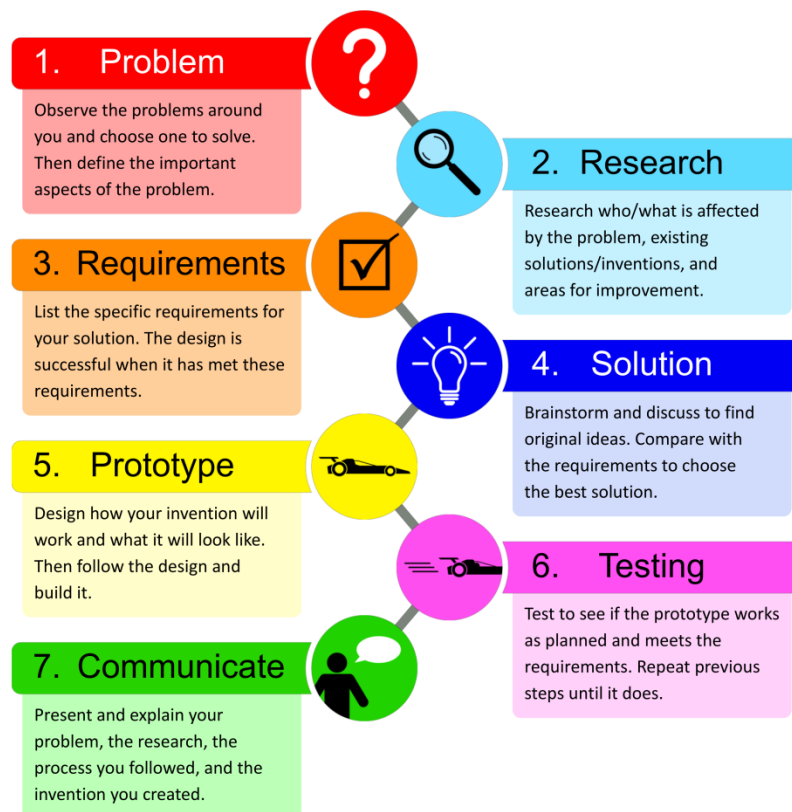 1. Problem
Observe the problems around
you and choose one to solve.
Then define the important
aspects of the problem.
2. Research
Research who/what is affected
by the problem, existing
solutions/inventions, and
areas for improvement.
3. Requirements
List the specific requirements for
your solution. The design is
successful when it has met these
requirements.
4. Solution
Brainstorm and discuss to find
original ideas. Compare with
the requirements to choose
the best solution.
5. Prototype
Design how your invention will
work and what it will look like.
Then follow the design and
build it.
6. Testing
Test to see if the prototype works
as planned and meets the
requirements. Repeat previous
steps until it does.
7. Communicate
Present and explain your
problem, the research, the
process you followed, and the
invention you created.